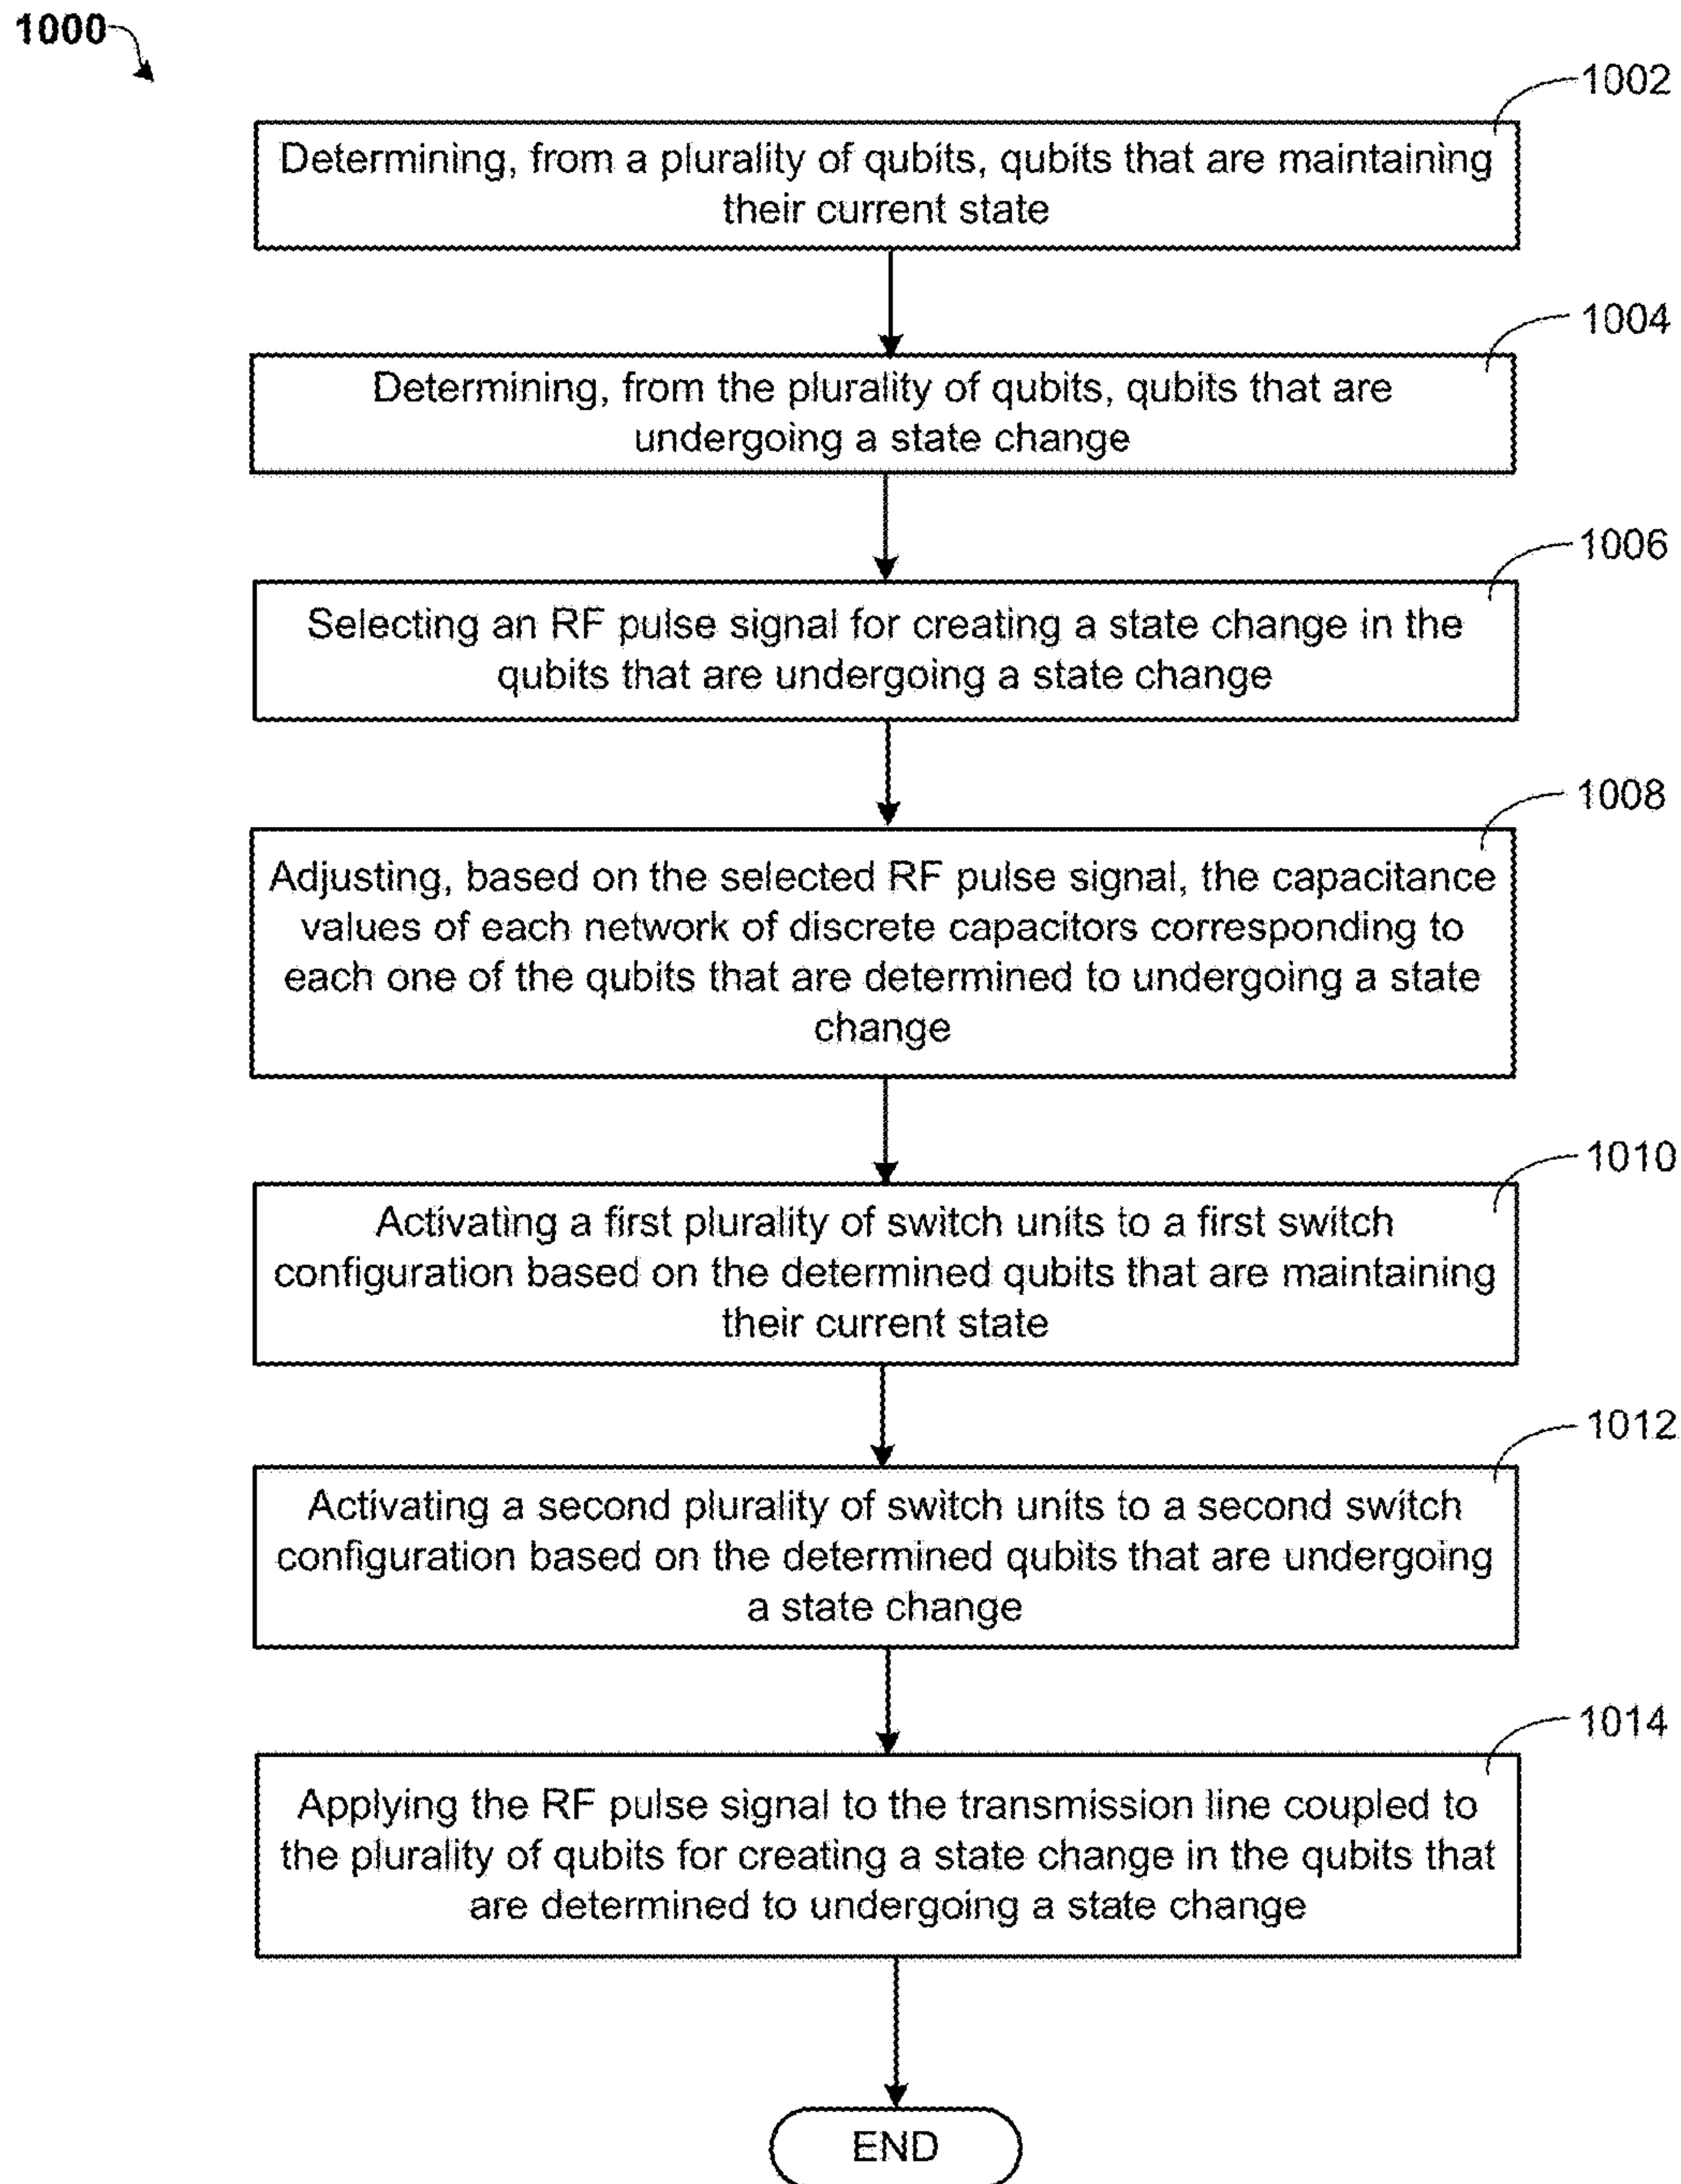 1000
1002
Determining, from a plurality of qubits, qubits that are maintaining
their current state
1004
Determining, from the plurality of qubits, qubits that are
undergoing a state change
1006
Selecting an RF pulse signal for creating a state change in the
qubits that are undergoing a state change
1008
Adjusting, based on the selected RF pulse signal, the capacitance
values of each network of discrete capacitors corresponding to
each one of the qubits that are determined to undergoing a state
change
1010
Activating a first plurality of switch units to a first switch
configuration based on the determined qubits that are maintaining
their current state
1012
Activating a second plurality of switch units to a second switch
configuration based on the determined qubits that are undergoing
a state change
1014
Applying the RF pulse signal to the transmission line coupled to
the plurality of qubits for creating a state change in the qubits that
are determined to undergoing a state change
END